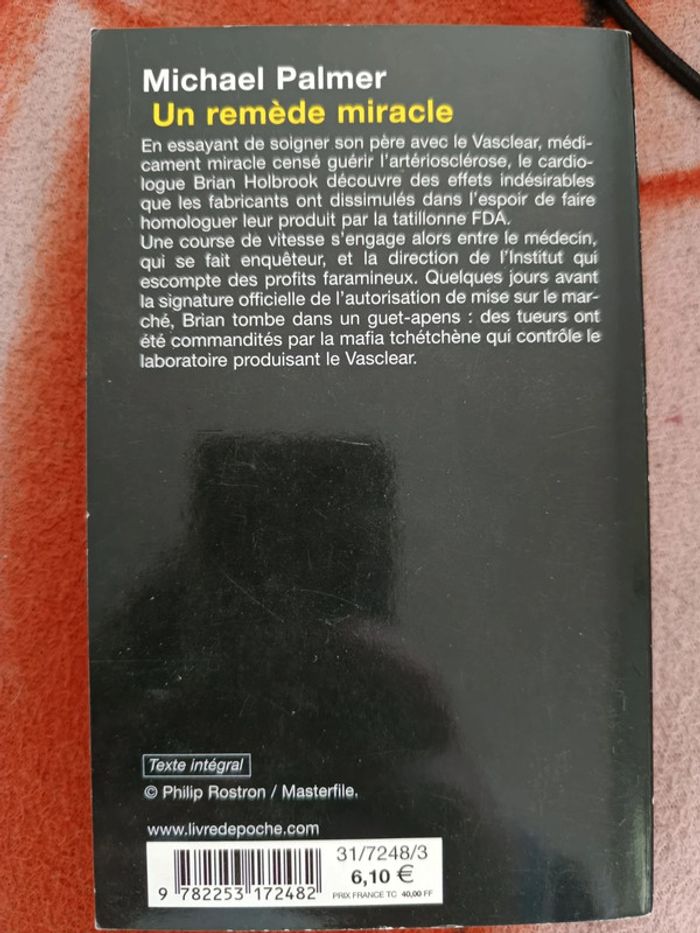 Michael Palmer
Un remède miracle
En essayant de soigner son père avec le Vasclear, médi-
cament miracle censé guérir l'artériosclérose, le cardio-
logue Brian Holbrook découvre des effets indésirables
que les fabricants ont dissimulés dans l'espoir de faire
homologuer leur produit par la tatillonne FDA.
Une course de vitesse s'engage alors entre le médecin,
qui se fait enquêteur, et la direction de l'Institut qui
escompte des profits faramineux. Quelques jours avant
la signature officielle de l'autorisation de mise sur le mar-
ché, Brian tombe dans un guet-apens : des tueurs ont
été commandités par la mafia tchétchène qui contrôle le
laboratoire produisant le Vasclear.
Texte intégral
© Philip Rostron / Masterfile.
www.livredepoche.com
31/7248/3
6,10 €
PRIX FRANCE TC 40,00 FF
9 782253 172482